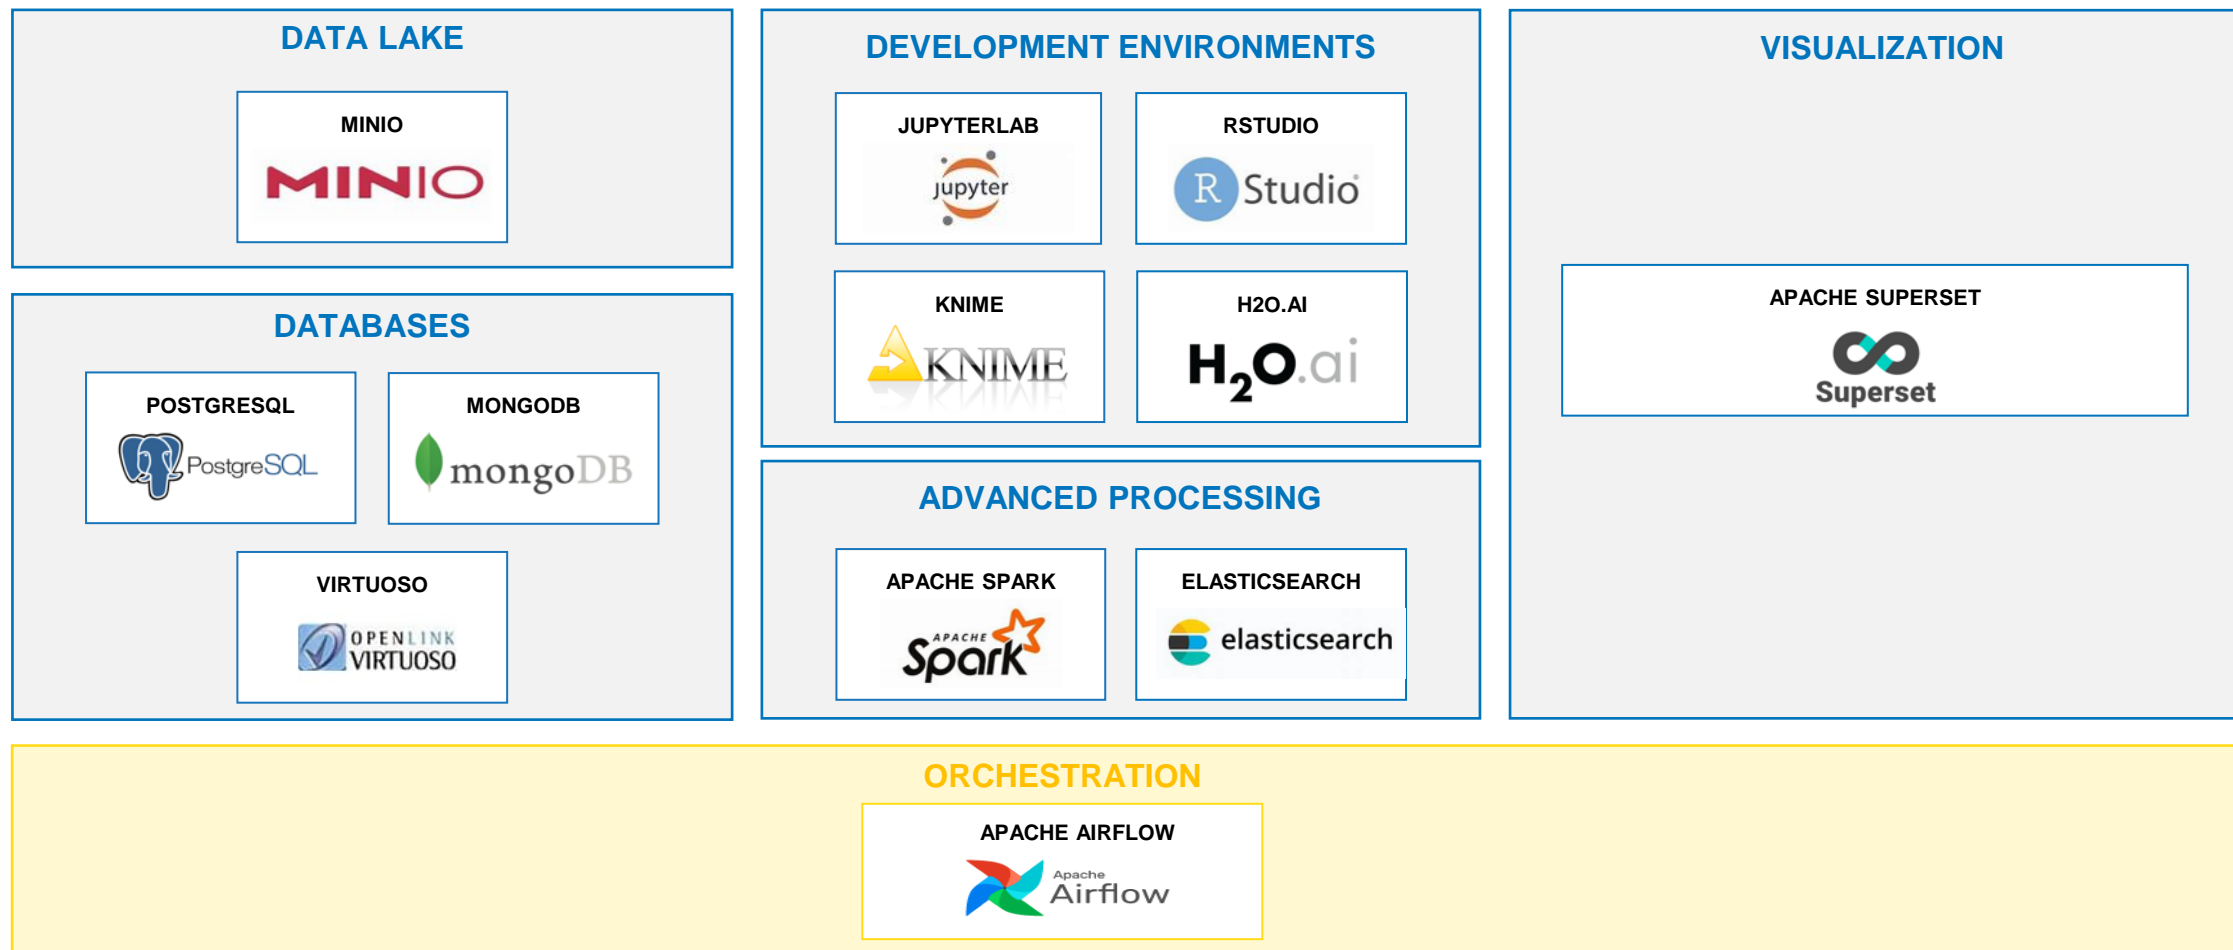 DATA LAKE
MINIO
MINIO
DATABASES
POSTGRESQL
PostgreSQL
MONGODB
mongoDB
VIRTUOSO
OPENLINK
VIRTUOSO
DEVELOPMENT ENVIRONMENTS
JUPYTERLAB
jupyter
RSTUDIO
R Studio
KNIME
KNIME
H2O.AI
H2O.ai
ADVANCED PROCESSING
APACHE SPARK
APACHE
Spark
ELASTICSEARCH
elasticsearch
VISUALIZATION
APACHE SUPERSET
Superset
ORCHESTRATION
APACHE AIRFLOW
Apache
Airflow